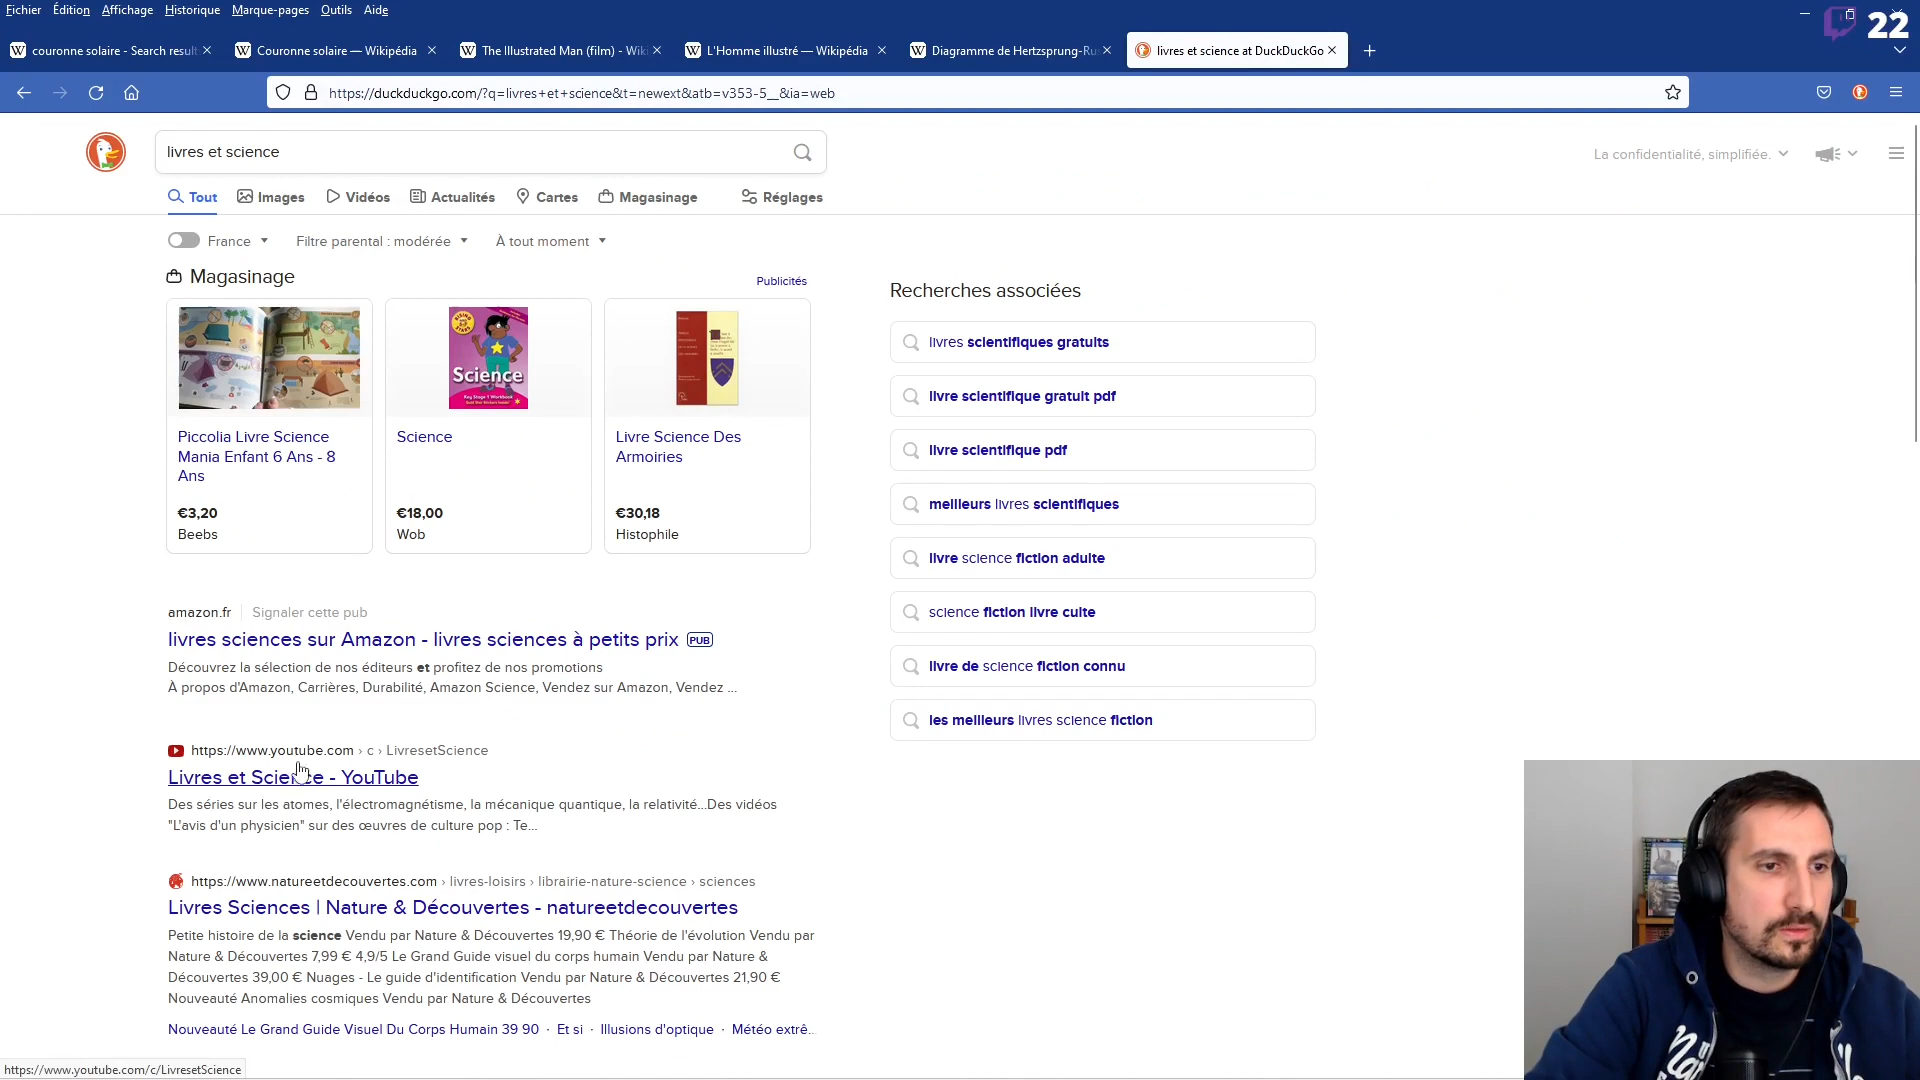 Fichier Édition Affichage Historique Marque-pages Outils Aide
22
couronne solaire - Search result
Couronne solaire — Wikipédia
The Illustrated Man (film) - Wik
L'Homme illustré — Wikipédia
Diagramme de Hertzsprung-Ru
livres et science at DuckDuckGo
https://duckduckgo.com/?q=livres+et+science&t=newext&atb=v353-5__&ia=web
livres et science
La confidentialité, simplifiée.
Tout Images Vidéos Actualités Cartes Magasinage Réglages
France Filtre parental : modérée À tout moment
Magasinage
Publicités
Science
Key Stage 1 Workbook
Piccolia Livre Science
Mania Enfant 6 Ans - 8
Ans
€3,20
Beebs
Science
€18,00
Wob
Livre Science Des
Armoiries
€30,18
Histophile
Recherches associées
livres scientifiques gratuits
livre scientifique gratuit pdf
livre scientifique pdf
meilleurs livres scientifiques
livre science fiction adulte
science fiction livre culte
livre de science fiction connu
les meilleurs livres science fiction
amazon.fr Signaler cette pub
livres sciences sur Amazon - livres sciences à petits prix PUB
Découvrez la sélection de nos éditeurs et profitez de nos promotions
À propos d'Amazon, Carrières, Durabilité, Amazon Science, Vendez sur Amazon, Vendez ...
https://www.youtube.com › c › LivresetScience
Livres et Science - YouTube
Des séries sur les atomes, l'électromagnétisme, la mécanique quantique, la relativité...Des vidéos
"L'avis d'un physicien" sur des œuvres de culture pop : Te...
https://www.natureetdecouvertes.com › livres-loisirs › librairie-nature-science › sciences
Livres Sciences | Nature & Découvertes - natureetdecouvertes
Petite histoire de la science Vendu par Nature & Découvertes 19,90 € Théorie de l'évolution Vendu par
Nature & Découvertes 7,99 € 4,9/5 Le Grand Guide visuel du corps humain Vendu par Nature &
Découvertes 39,00 € Nuages - Le guide d'identification Vendu par Nature & Découvertes 21,90 €
Nouveauté Anomalies cosmiques Vendu par Nature & Découvertes
Nouveauté Le Grand Guide Visuel Du Corps Humain 39 90 · Et si · Illusions d'optique · Météo extrê...
https://www.youtube.com/c/LivresetScience